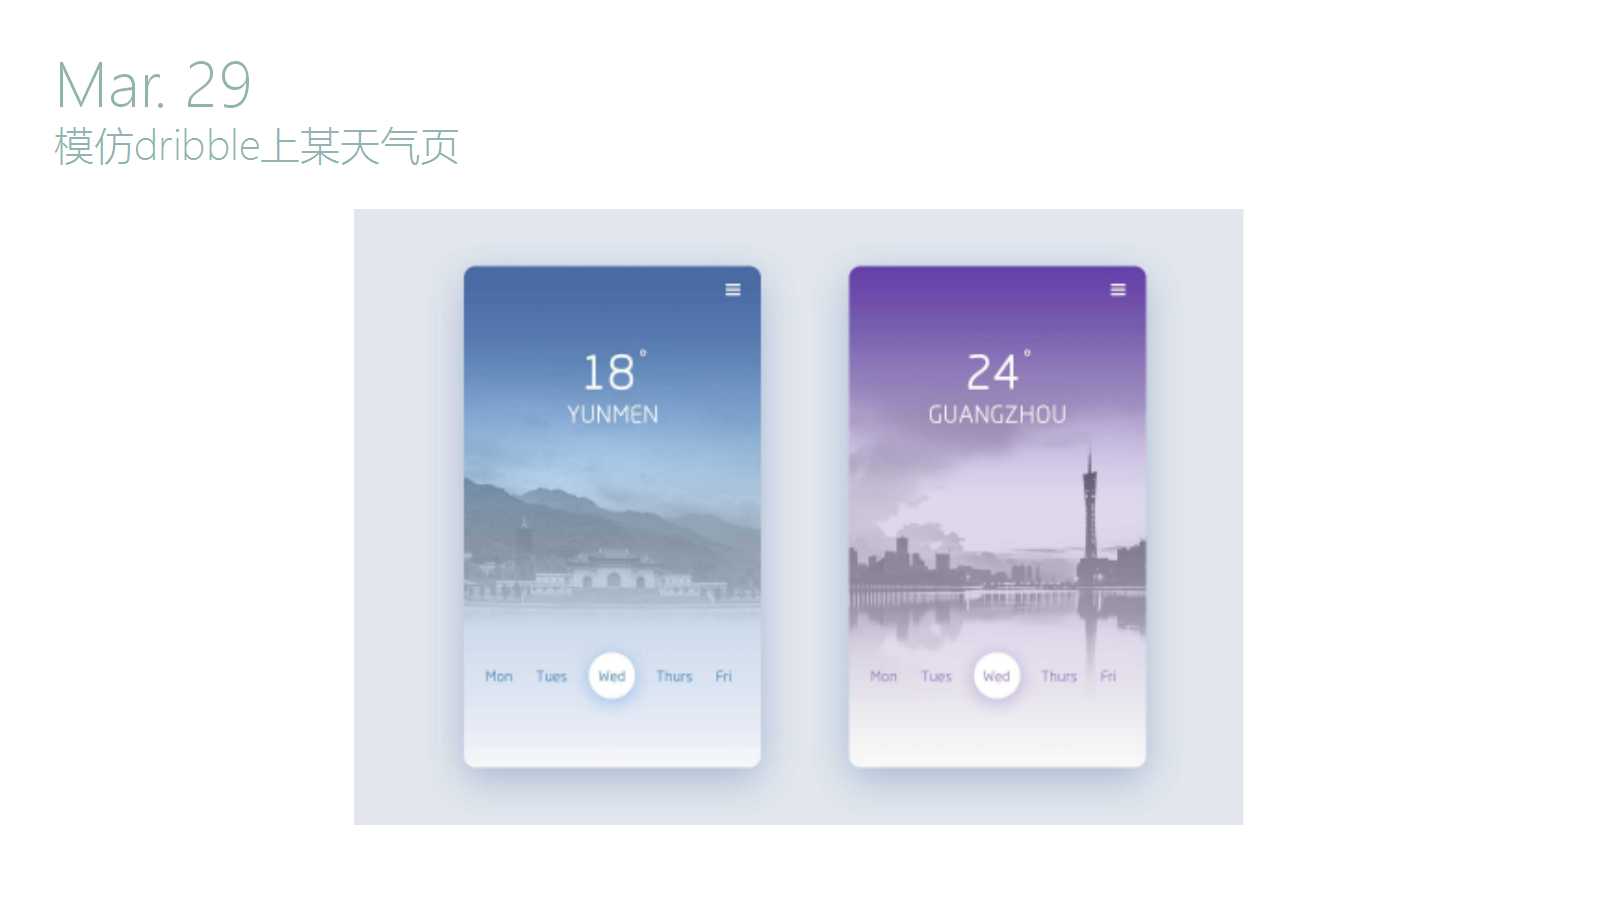 Mar. 29
模仿dribble上某天气页
18°
YUNMEN
Mon Tues Wed Thurs Fri
24°
GUANGZHOU
Mon Tues Wed Thurs Fri